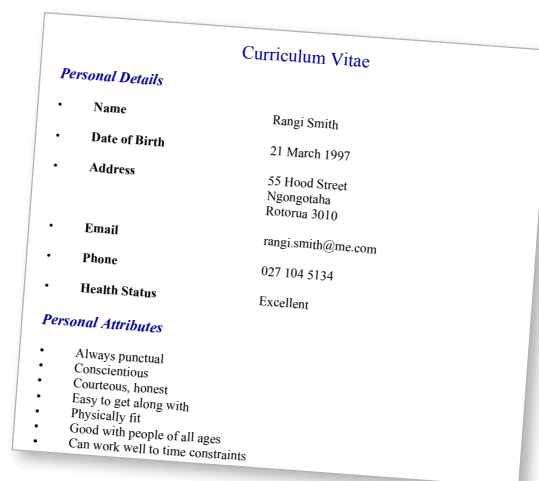 Curriculum Vitae
Personal Details
• Name Rangi Smith
• Date of Birth 21 March 1997
• Address 55 Hood Street
Ngongotaha
Rotorua 3010
• Email rangi.smith@me.com
• Phone 027 104 5134
• Health Status Excellent
Personal Attributes
• Always punctual
• Conscientious
• Courteous, honest
• Easy to get along with
• Physically fit
• Good with people of all ages
• Can work well to time constraints